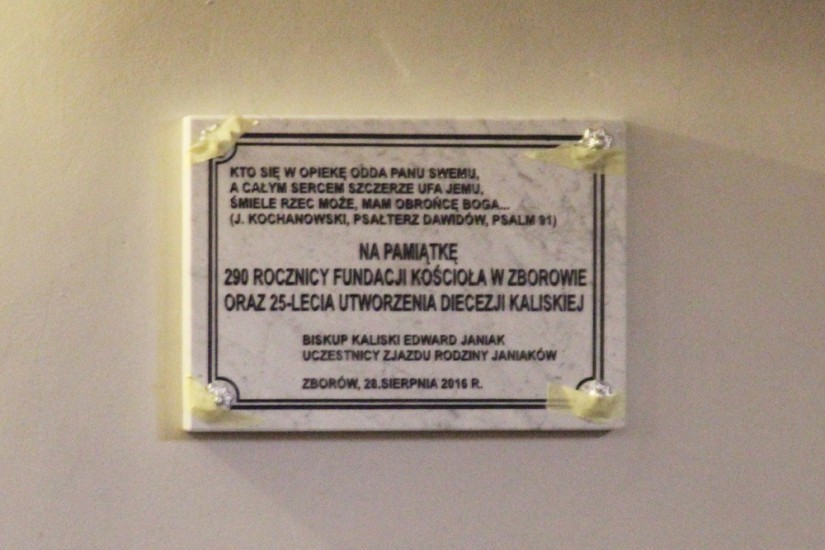 KTO SIĘ W OPIEKĘ ODDA PANU SWEMU,
A CAŁYM SERCEM SZCZERZE UFA JEMU,
ŚMIELE RZEC MOŻE, MAM OBROŃCĘ BOGA...
(J. KOCHANOWSKI, PSAŁTERZ DAWIDÓW, PSALM 91)
NA PAMIĄTKĘ
290 ROCZNICY FUNDACJI KOŚCIOŁA W ZBOROWIE
ORAZ 25-LECIA UTWORZENIA DIECEZJI KALISKIEJ
BISKUP KALISKI EDWARD JANIAK
UCZESTNICY ZJAZDU RODZINY JANIAKÓW
ZBORÓW, 28.SIERPNIA 2016 R.